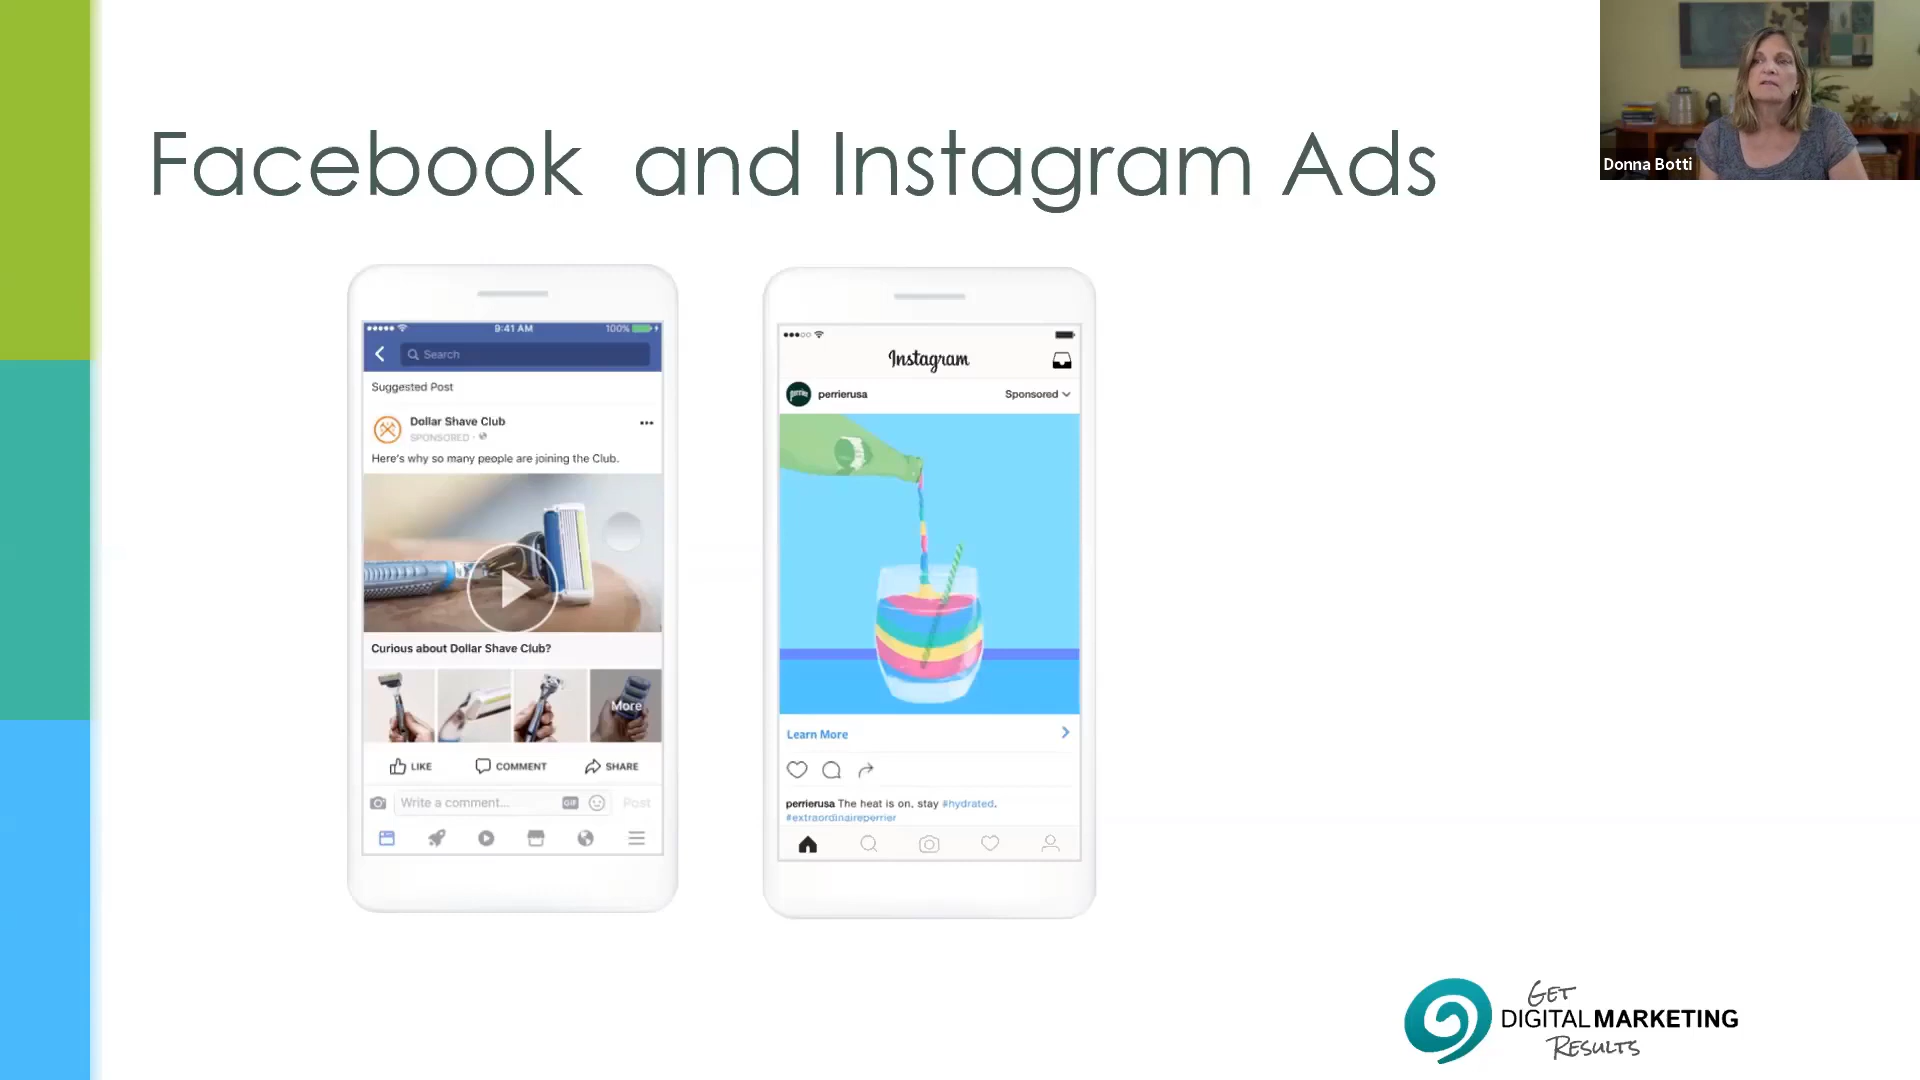 Facebook and Instagram Ads
Donna Botti
9:41 AM
100%
Search
Suggested Post
Dollar Shave Club
SPONSORED ·
Here's why so many people are joining the Club.
Curious about Dollar Shave Club?
More
LIKE
COMMENT
SHARE
Write a comment...
GIF
Post
Instagram
perrier
perrierusa
Sponsored
Learn More
perrierusa The heat is on, stay #hydrated.
#extraordinaireperrier
GET
DIGITALMARKETING
RESULTS